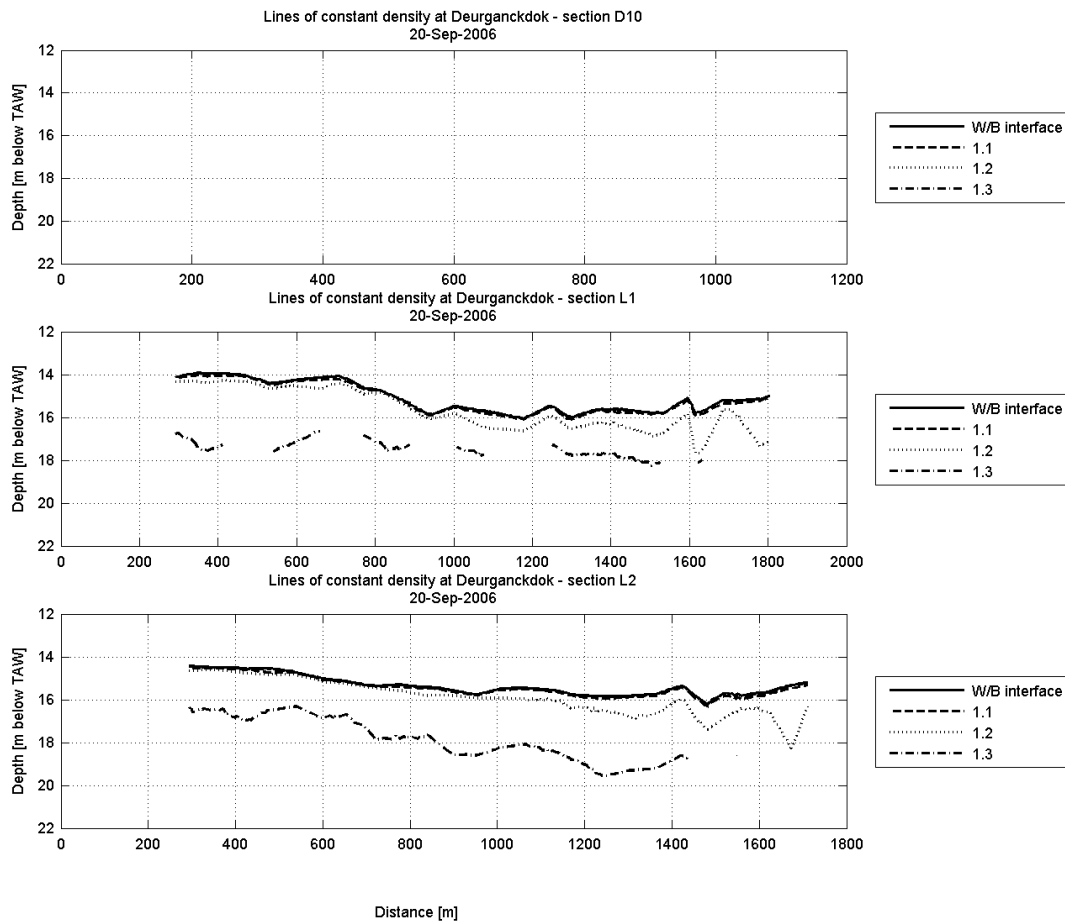 Lines of constant density at Deurganckdok - section D10
20-Sep-2006
Depth [m below TAW]
12
14
16
18
20
22
0 200 400 600 800 1000 1200
W/B interface
1.1
1.2
1.3
Lines of constant density at Deurganckdok - section L1
20-Sep-2006
Depth [m below TAW]
12
14
16
18
20
22
0 200 400 600 800 1000 1200 1400 1600 1800 2000
W/B interface
1.1
1.2
1.3
Lines of constant density at Deurganckdok - section L2
20-Sep-2006
Depth [m below TAW]
12
14
16
18
20
22
0 200 400 600 800 1000 1200 1400 1600 1800
W/B interface
1.1
1.2
1.3
Distance [m]